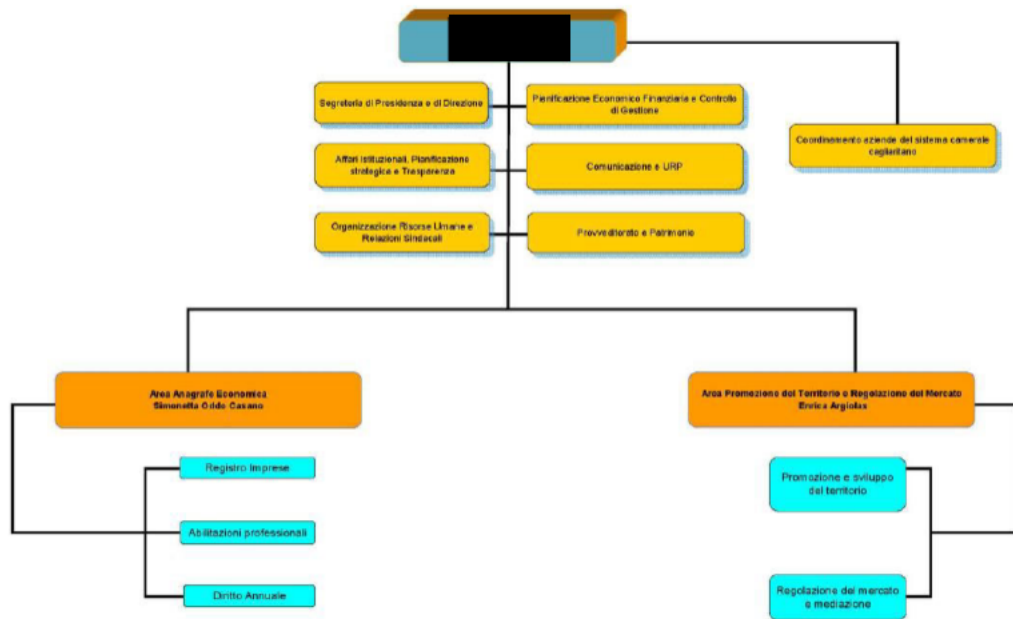 Segreteria di Presidenza e di Direzione
Pianificazione Economico Finanziaria e Controllo
di Gestione
Coordinamento aziende del sistema camerale
cagliaritano
Affari Istituzionali, Pianificazione
strategica e Trasparenza
Comunicazione e URP
Organizzazione Risorse Umane e
Relazioni Sindacali
Provveditorato e Patrimonio
Area Anagrafe Economica
Simonetta Oddo Casano
Area Promozione del Territorio e Regolazione del Mercato
Enrica Argiolas
Registro Imprese
Abilitazioni professionali
Diritto Annuale
Promozione e sviluppo
del territorio
Regolazione del mercato
e mediazione